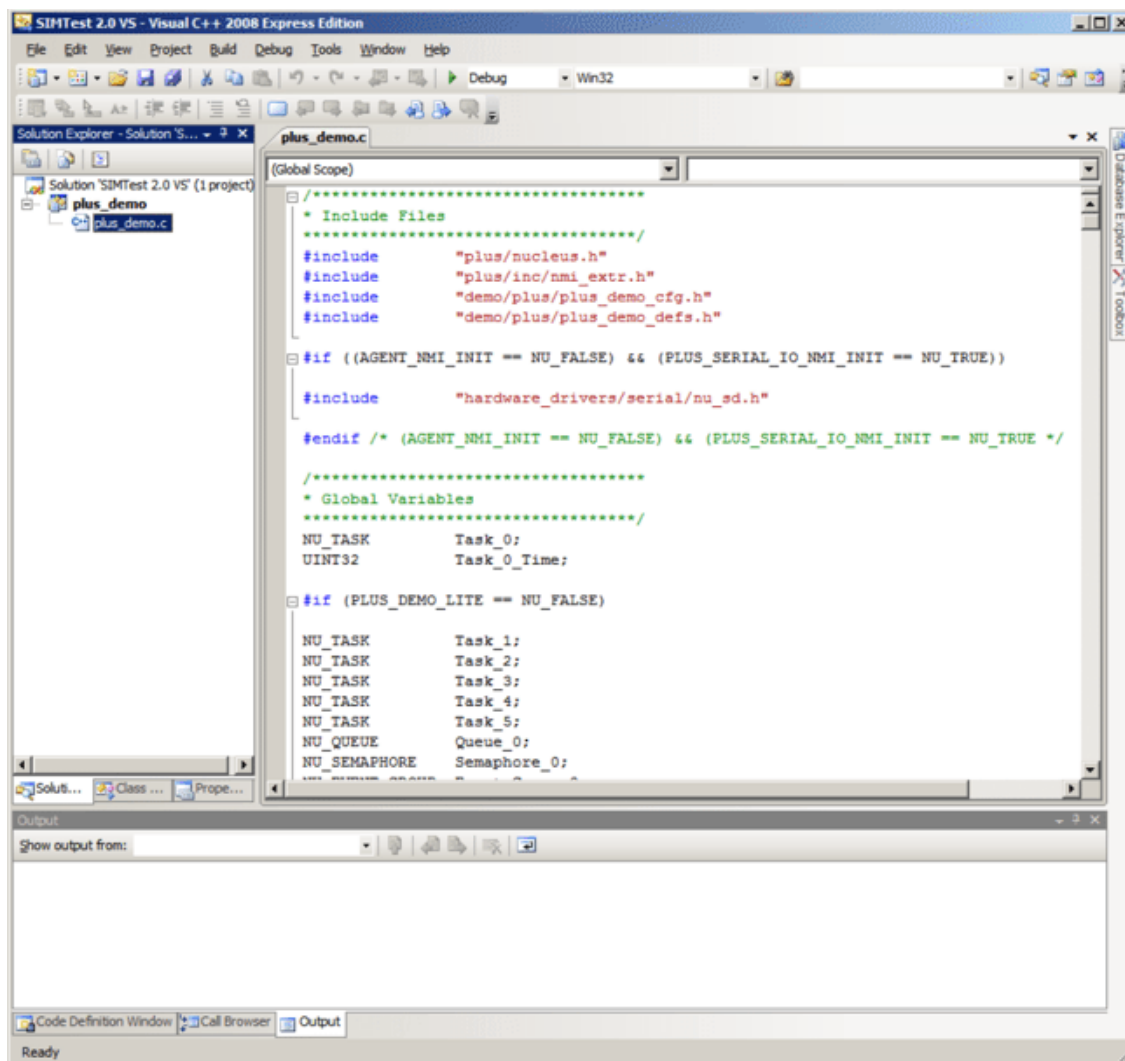 SIMTest 2.0 VS - Visual C++ 2008 Express Edition
File Edit View Project Build Debug Tools Window Help
Debug Win32
Solution Explorer - Solution 'S...
plus_demo.c
(Global Scope)
Solution 'SIMTest 2.0 VS' (1 project)
plus_demo
plus_demo.c
/***********************************
* Include Files
***********************************/
#include "plus/nucleus.h"
#include "plus/inc/nmi_extr.h"
#include "demo/plus/plus_demo_cfg.h"
#include "demo/plus/plus_demo_defs.h"
#if ((AGENT_NMI_INIT == NU_FALSE) && (PLUS_SERIAL_IO_NMI_INIT == NU_TRUE))
#include "hardware_drivers/serial/nu_sd.h"
#endif /* (AGENT_NMI_INIT == NU_FALSE) && (PLUS_SERIAL_IO_NMI_INIT == NU_TRUE */
/***********************************
* Global Variables
***********************************/
NU_TASK Task_0;
UINT32 Task_0_Time;
#if (PLUS_DEMO_LITE == NU_FALSE)
NU_TASK Task_1;
NU_TASK Task_2;
NU_TASK Task_3;
NU_TASK Task_4;
NU_TASK Task_5;
NU_QUEUE Queue_0;
NU_SEMAPHORE Semaphore_0;
Database Explorer
Toolbox
Soluti... Class ... Prope...
Output
Show output from:
Code Definition Window Call Browser Output
Ready